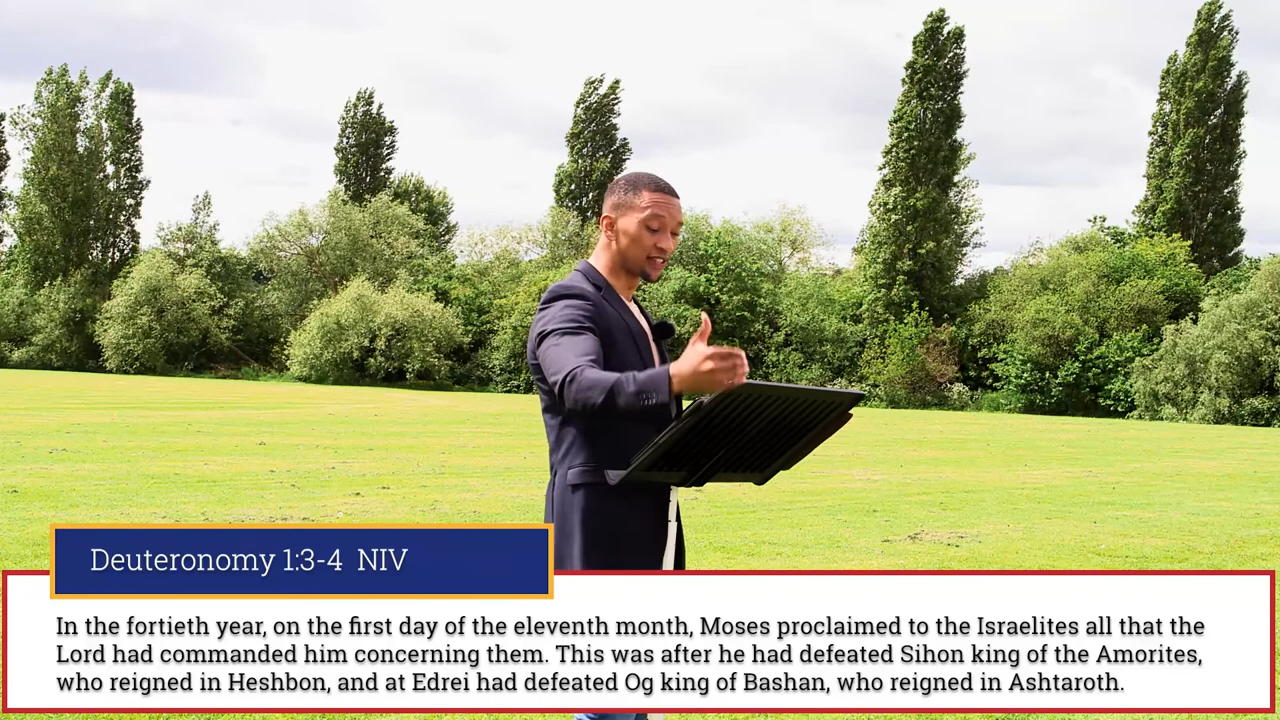 Deuteronomy 1:3-4 NIV
In the fortieth year, on the first day of the eleventh month, Moses proclaimed to the Israelites all that the
Lord had commanded him concerning them. This was after he had defeated Sihon king of the Amorites,
who reigned in Heshbon, and at Edrei had defeated Og king of Bashan, who reigned in Ashtaroth.